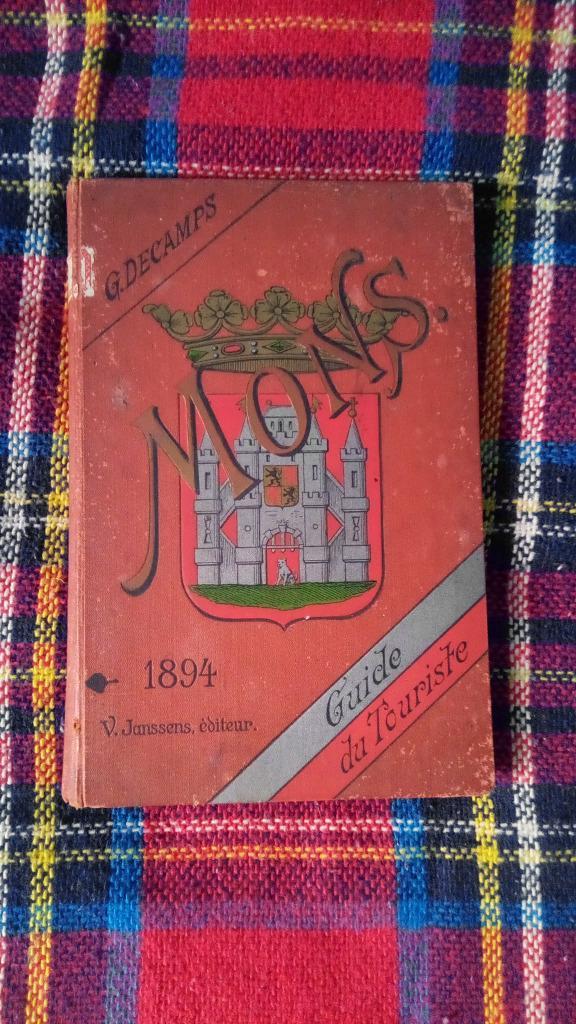 G. DECAMPS
MONS.
1894
V. Janssens, éditeur.
Guide
du Touriste